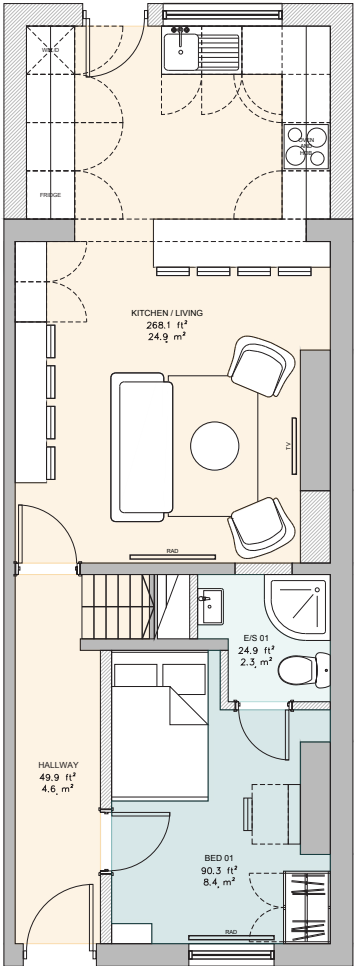 WM/D
OVEN
AND
HOB
FRIDGE
KITCHEN / LIVING
268.1 ft²
24.9 m²
TV
RAD
E/S 01
24.9 ft²
2.3 m²
HALLWAY
49.9 ft²
4.6 m²
BED 01
90.3 ft²
8.4 m²
RAD